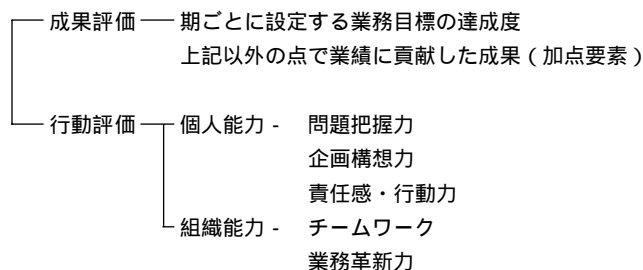 成果評価 期ごとに設定する業務目標の達成度
上記以外の点で業績に貢献した成果(加点要素)
行動評価 個人能力 - 問題把握力
企画構想力
責任感・行動力
組織能力 - チームワーク
業務革新力